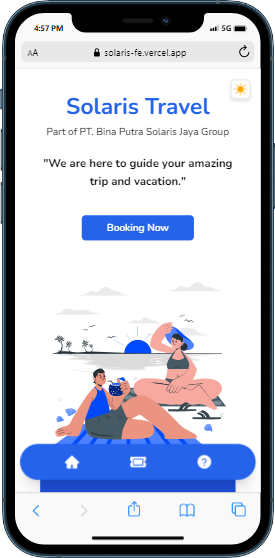 4:57 PM 5G
AA solaris-fe.vercel.app
Solaris Travel
Part of PT. Bina Putra Solaris Jaya Group
"We are here to guide your amazing
trip and vacation."
Booking Now
?